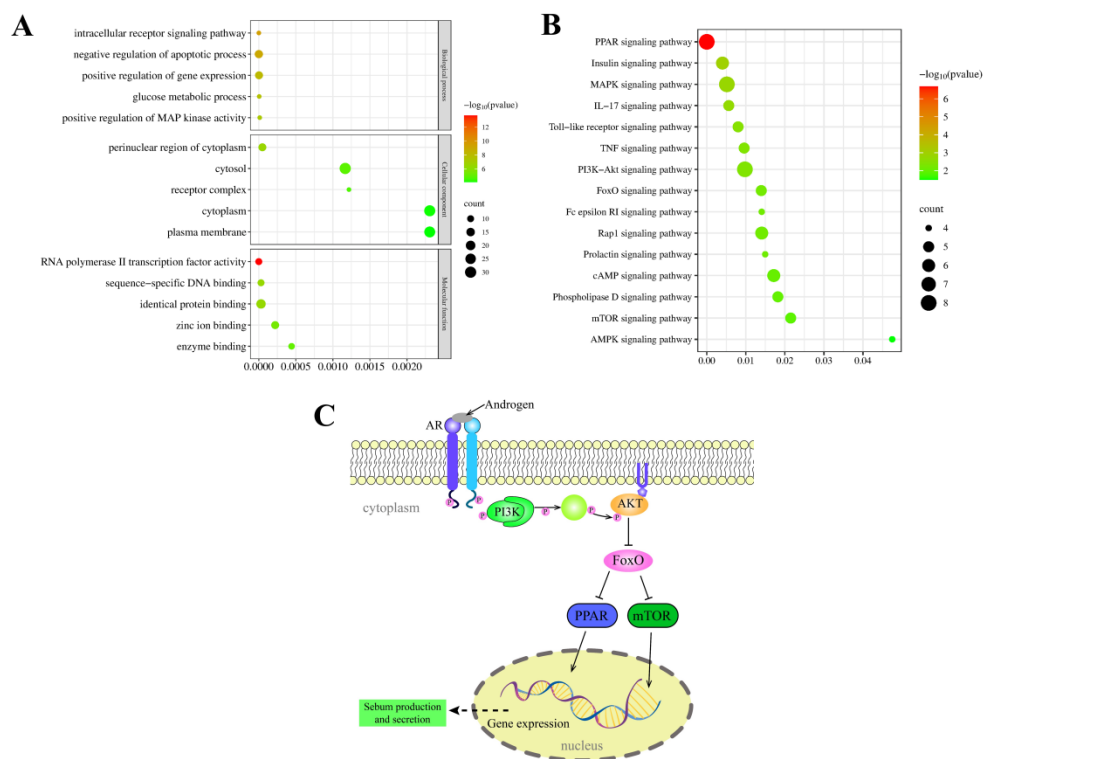 A
intracellular receptor signaling pathway
negative regulation of apoptotic process
positive regulation of gene expression
glucose metabolic process
positive regulation of MAP kinase activity
Biological process
perinuclear region of cytoplasm
cytosol
receptor complex
cytoplasm
plasma membrane
Cellular component
RNA polymerase II transcription factor activity
sequence-specific DNA binding
identical protein binding
zinc ion binding
enzyme binding
Molecular function
0.0000 0.0005 0.0010 0.0015 0.0020
−log10(pvalue)
12
10
8
6
count
10
15
20
25
30
B
PPAR signaling pathway
Insulin signaling pathway
MAPK signaling pathway
IL−17 signaling pathway
Toll−like receptor signaling pathway
TNF signaling pathway
PI3K−Akt signaling pathway
FoxO signaling pathway
Fc epsilon RI signaling pathway
Rap1 signaling pathway
Prolactin signaling pathway
cAMP signaling pathway
Phospholipase D signaling pathway
mTOR signaling pathway
AMPK signaling pathway
0.00 0.01 0.02 0.03 0.04
−log10(pvalue)
6
5
4
3
2
count
4
5
6
7
8
C
Androgen
AR
cytoplasm
P
P
P
PI3K
P
P
P
AKT
FoxO
PPAR
mTOR
Sebum production
and secretion
Gene expression
nucleus